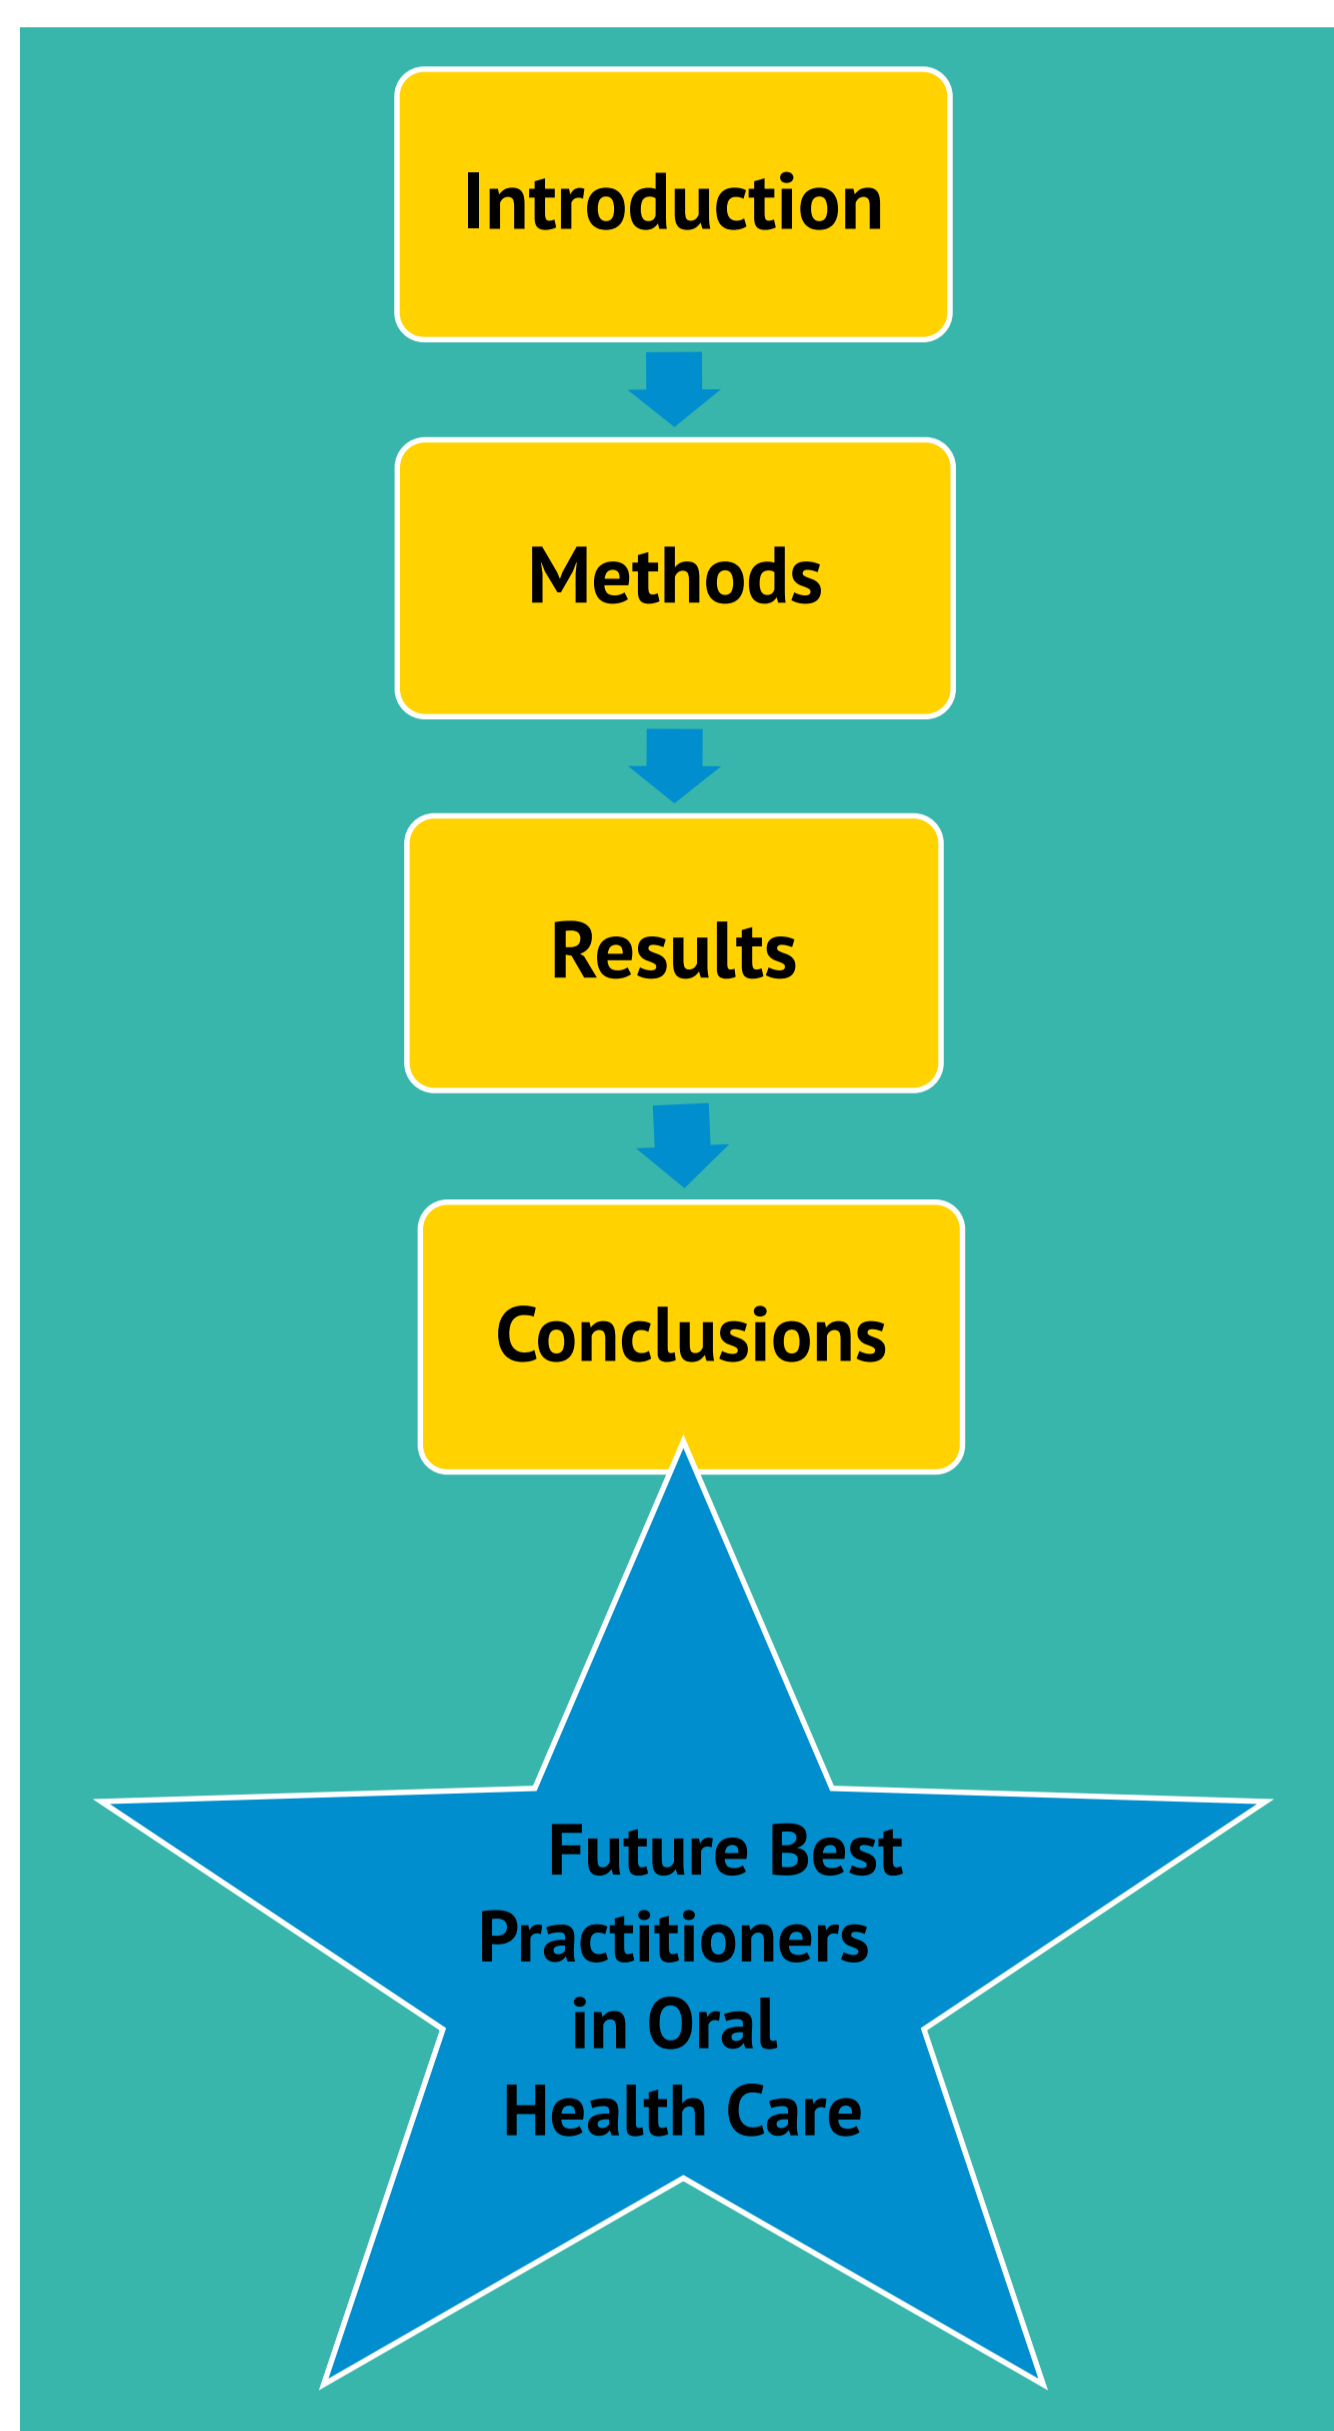 Introduction
Methods
Results
Conclusions
Future Best
Practitioners
in Oral
Health Care